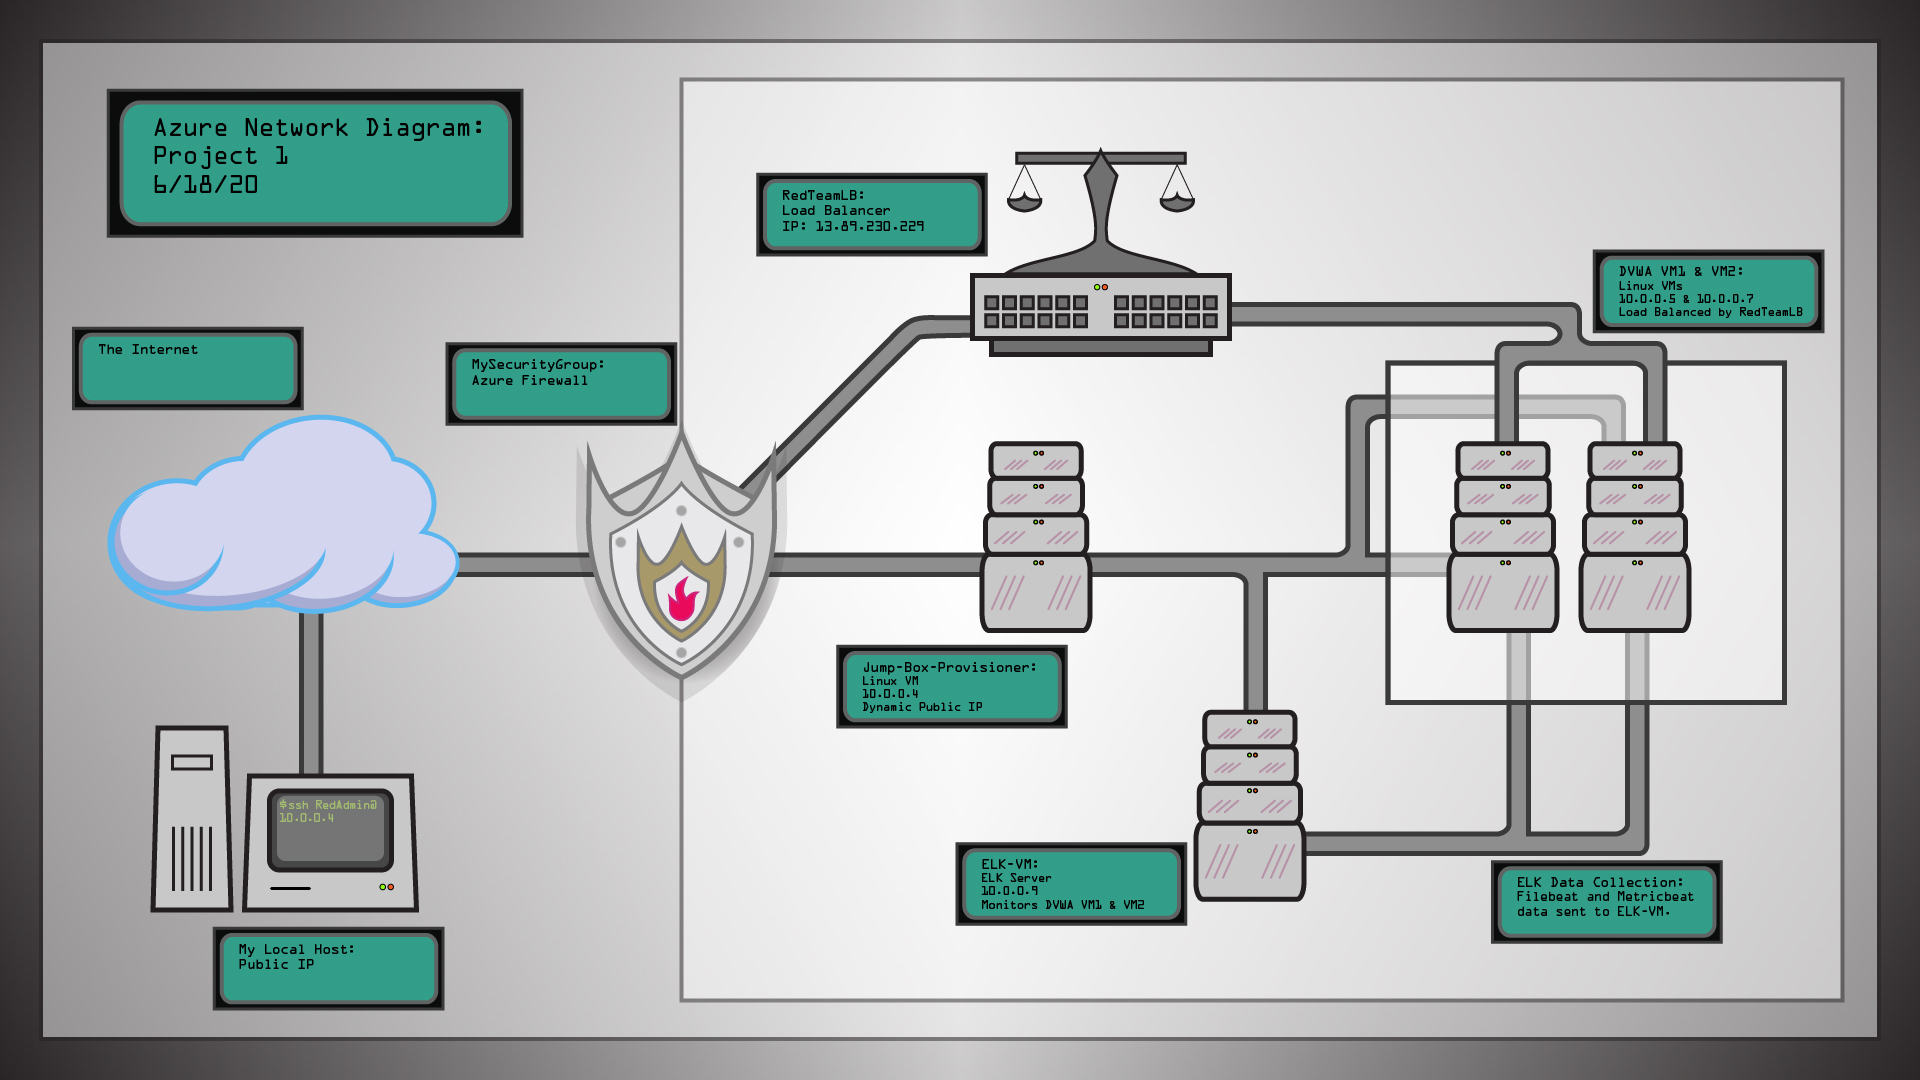 Azure Network Diagram:
Project 1
6/18/20
RedTeamLB:
Load Balancer
IP: 13.89.230.229
DVWA VM1 & VM2:
Linux VMs
10.0.0.5 & 10.0.0.7
Load Balanced by RedTeamLB
The Internet
MySecurityGroup:
Azure Firewall
Jump-Box-Provisioner:
Linux VM
10.0.0.4
Dynamic Public IP
$ssh RedAdmin@
10.0.0.4
ELK-VM:
ELK Server
10.0.0.9
Monitors DVWA VM1 & VM2
ELK Data Collection:
Filebeat and Metricbeat
data sent to ELK-VM.
My Local Host:
Public IP